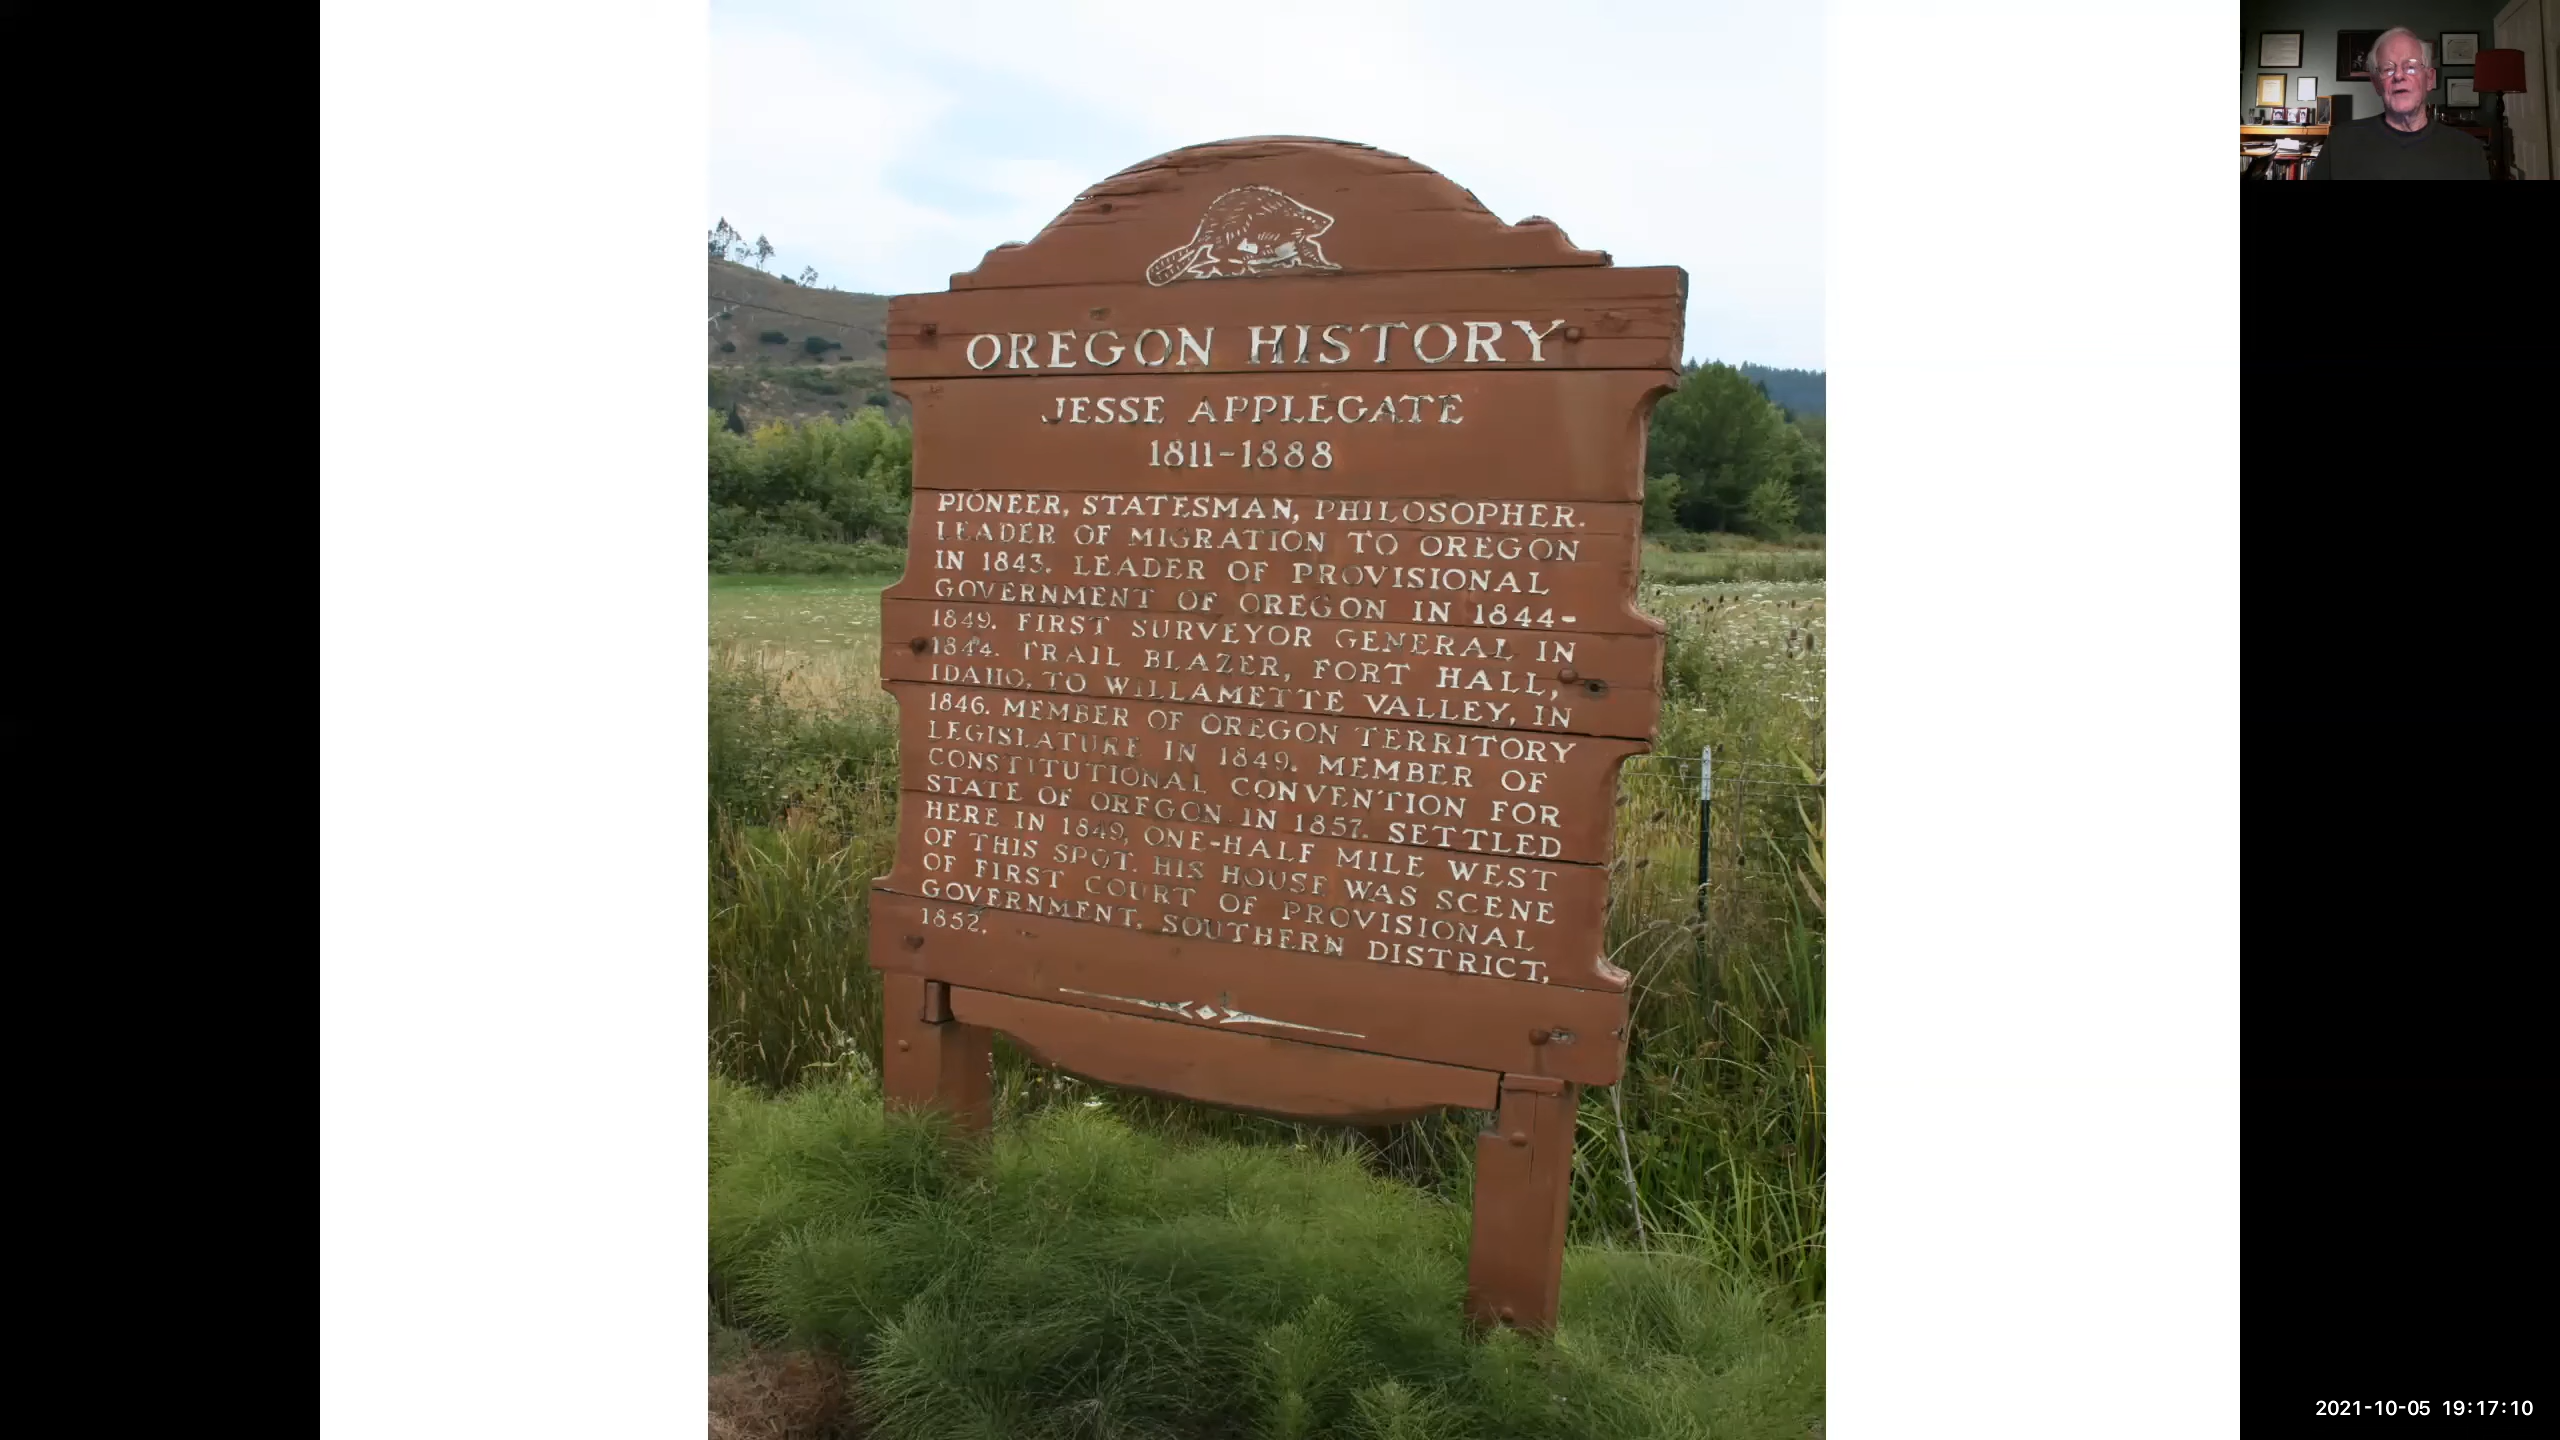 OREGON HISTORY
JESSE APPLEGATE
1811-1888
PIONEER, STATESMAN, PHILOSOPHER.
LEADER OF MIGRATION TO OREGON
IN 1843. LEADER OF PROVISIONAL
GOVERNMENT OF OREGON IN 1844-
1849. FIRST SURVEYOR GENERAL IN
1844. TRAIL BLAZER, FORT HALL,
IDAHO, TO WILLAMETTE VALLEY, IN
1846. MEMBER OF OREGON TERRITORY
LEGISLATURE IN 1849. MEMBER OF
CONSTITUTIONAL CONVENTION FOR
STATE OF OREGON IN 1857. SETTLED
HERE IN 1849, ONE-HALF MILE WEST
OF THIS SPOT. HIS HOUSE WAS SCENE
OF FIRST COURT OF PROVISIONAL
GOVERNMENT, SOUTHERN DISTRICT,
1852.
2021-10-05 19:17:10